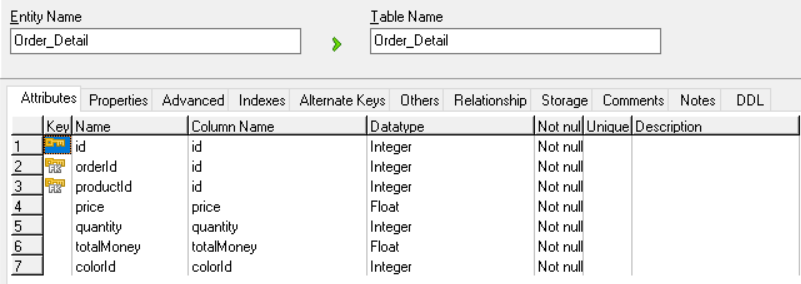 Entity Name Table Name
Order_Detail Order_Detail
Attributes Properties Advanced Indexes Alternate Keys Others Relationship Storage Comments Notes DDL
Key Name Column Name Datatype Not nul Unique Description
1 id id Integer Not null
2 FK orderId id Integer Not null
3 FK productId id Integer Not null
4 price price Float Not null
5 quantity quantity Integer Not null
6 totalMoney totalMoney Float Not null
7 colorId colorId Integer Not null